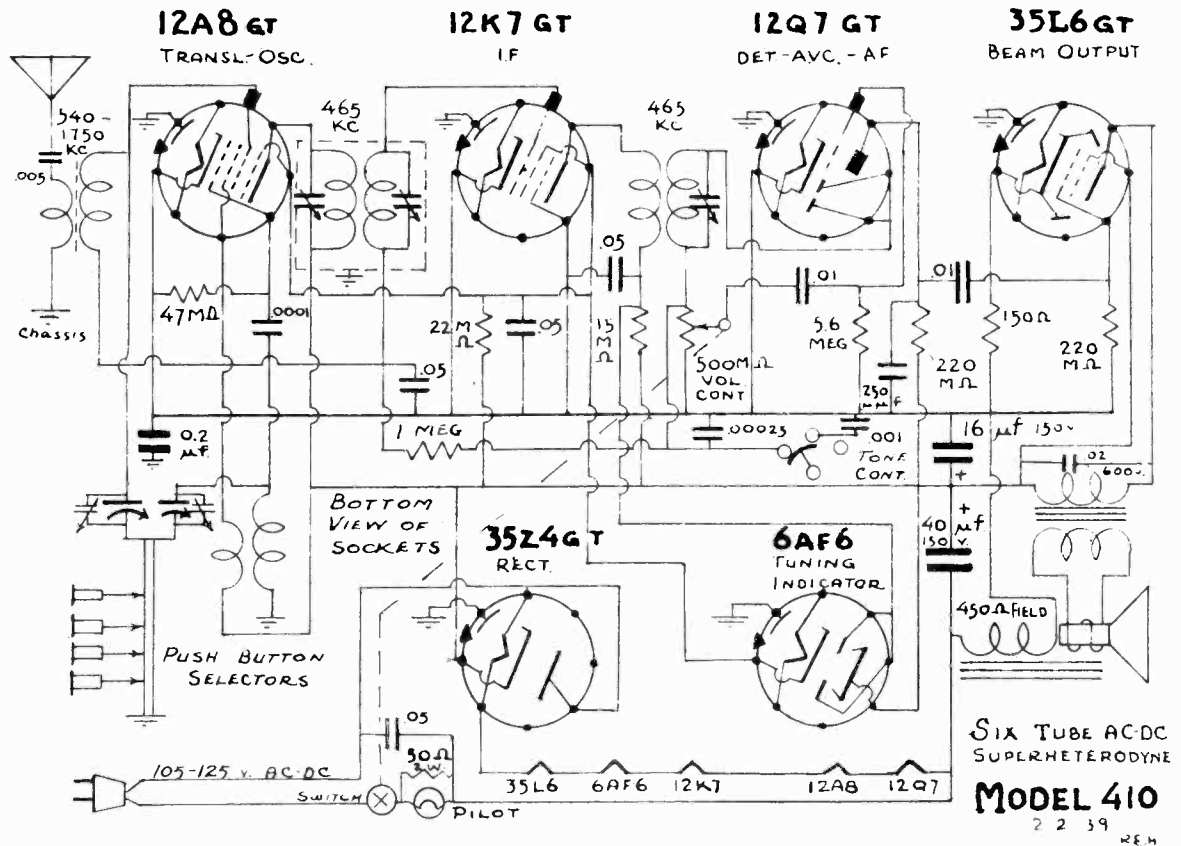 12A8 GT
TRANSL-OSC.
12K7 GT
I.F
12Q7 GT
DET-AVC.-AF
35L6 GT
BEAM OUTPUT
540-
1750
KC
.005
Chassis
465
KC
465
KC
47MΩ
.0001
22M
Ω
.05
.05
15
MΩ
.01
5.6
MEG
.01
150Ω
220
MΩ
220
MΩ
500MΩ
VOL
CONT
250
μμf
.05
0.2
μf.
1 MEG
.00025
.001
TONE
CONT.
16 μf 150v
.02
600v.
+
+
40 μf
150 v.
BOTTOM
VIEW OF
SOCKETS
35Z4GT
RECT.
6AF6
TUNING
INDICATOR
450Ω FIELD
PUSH BUTTON
SELECTORS
.05
50Ω
2W
105-125 v. AC-DC
SWITCH
PILOT
35L6
6AF6
12K7
12A8
12Q7
SIX TUBE AC-DC
SUPERHETERODYNE
MODEL 410
2 2 39
R.E.H